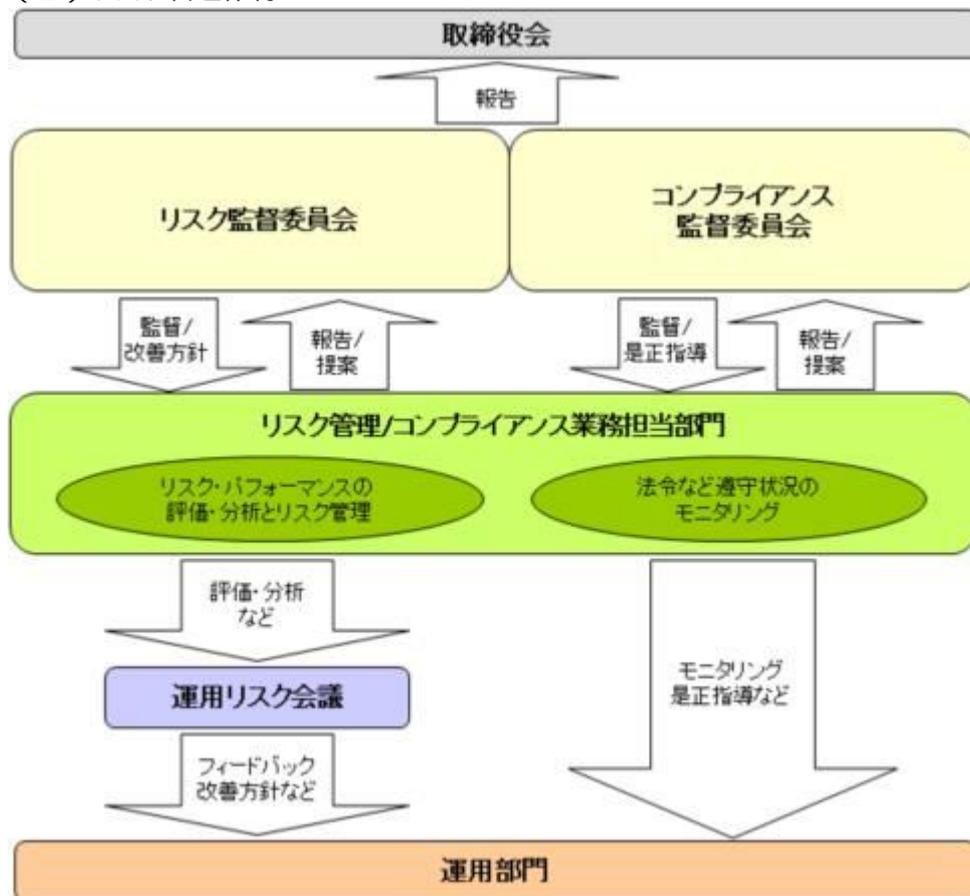 取締役会
報告
リスク監督委員会
コンプライアンス
監督委員会
監督/
改善方針
報告/
提案
監督/
是正指導
報告/
提案
リスク管理/コンプライアンス業務担当部門
リスク・パフォーマンスの
評価・分析とリスク管理
法令など遵守状況の
モニタリング
評価・分析
など
運用リスク会議
モニタリング
是正指導など
フィードバック
改善方針など
運用部門